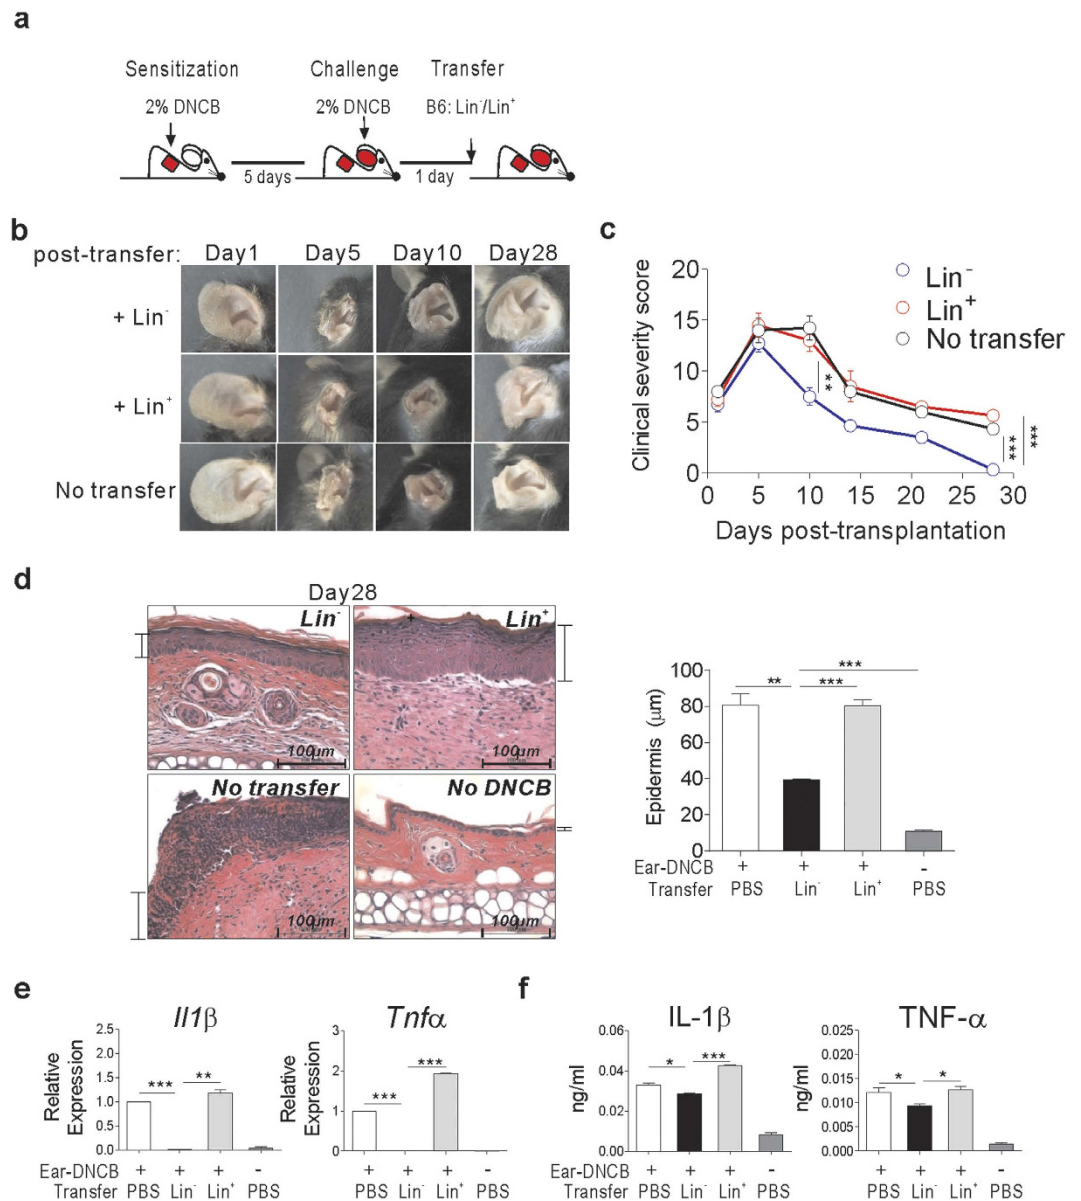 a
Sensitization Challenge Transfer
2% DNCB 2% DNCB B6: Lin⁻/Lin⁺
5 days 1 day
b
post-transfer: Day1 Day5 Day10 Day28
+ Lin⁻
+ Lin⁺
No transfer
c
Clinical severity score
20
15
10
5
0
0 5 10 15 20 25 30
Days post-transplantation
Lin⁻
Lin⁺
No transfer
**
***
***
d
Day28
Lin⁻ Lin⁺
100µm 100µm
No transfer No DNCB
100µm 100µm
Epidermis (µm)
100
80
60
40
20
0
** *** ***
Ear-DNCB + + + -
Transfer PBS Lin⁻ Lin⁺ PBS
e
Il1β
Relative
Expression
2.0
1.5
1.0
0.5
0.0
*** **
Ear-DNCB + + + -
Transfer PBS Lin⁻ Lin⁺ PBS
Tnfα
Relative
Expression
3
2
1
0
*** ***
+ + + -
PBS Lin⁻ Lin⁺ PBS
f
IL-1β
ng/ml
0.06
0.04
0.02
0.00
* ***
Ear-DNCB + + + -
Transfer PBS Lin⁻ Lin⁺ PBS
TNF-α
ng/ml
0.025
0.020
0.015
0.010
0.005
0.000
* *
+ + + -
PBS Lin⁻ Lin⁺ PBS